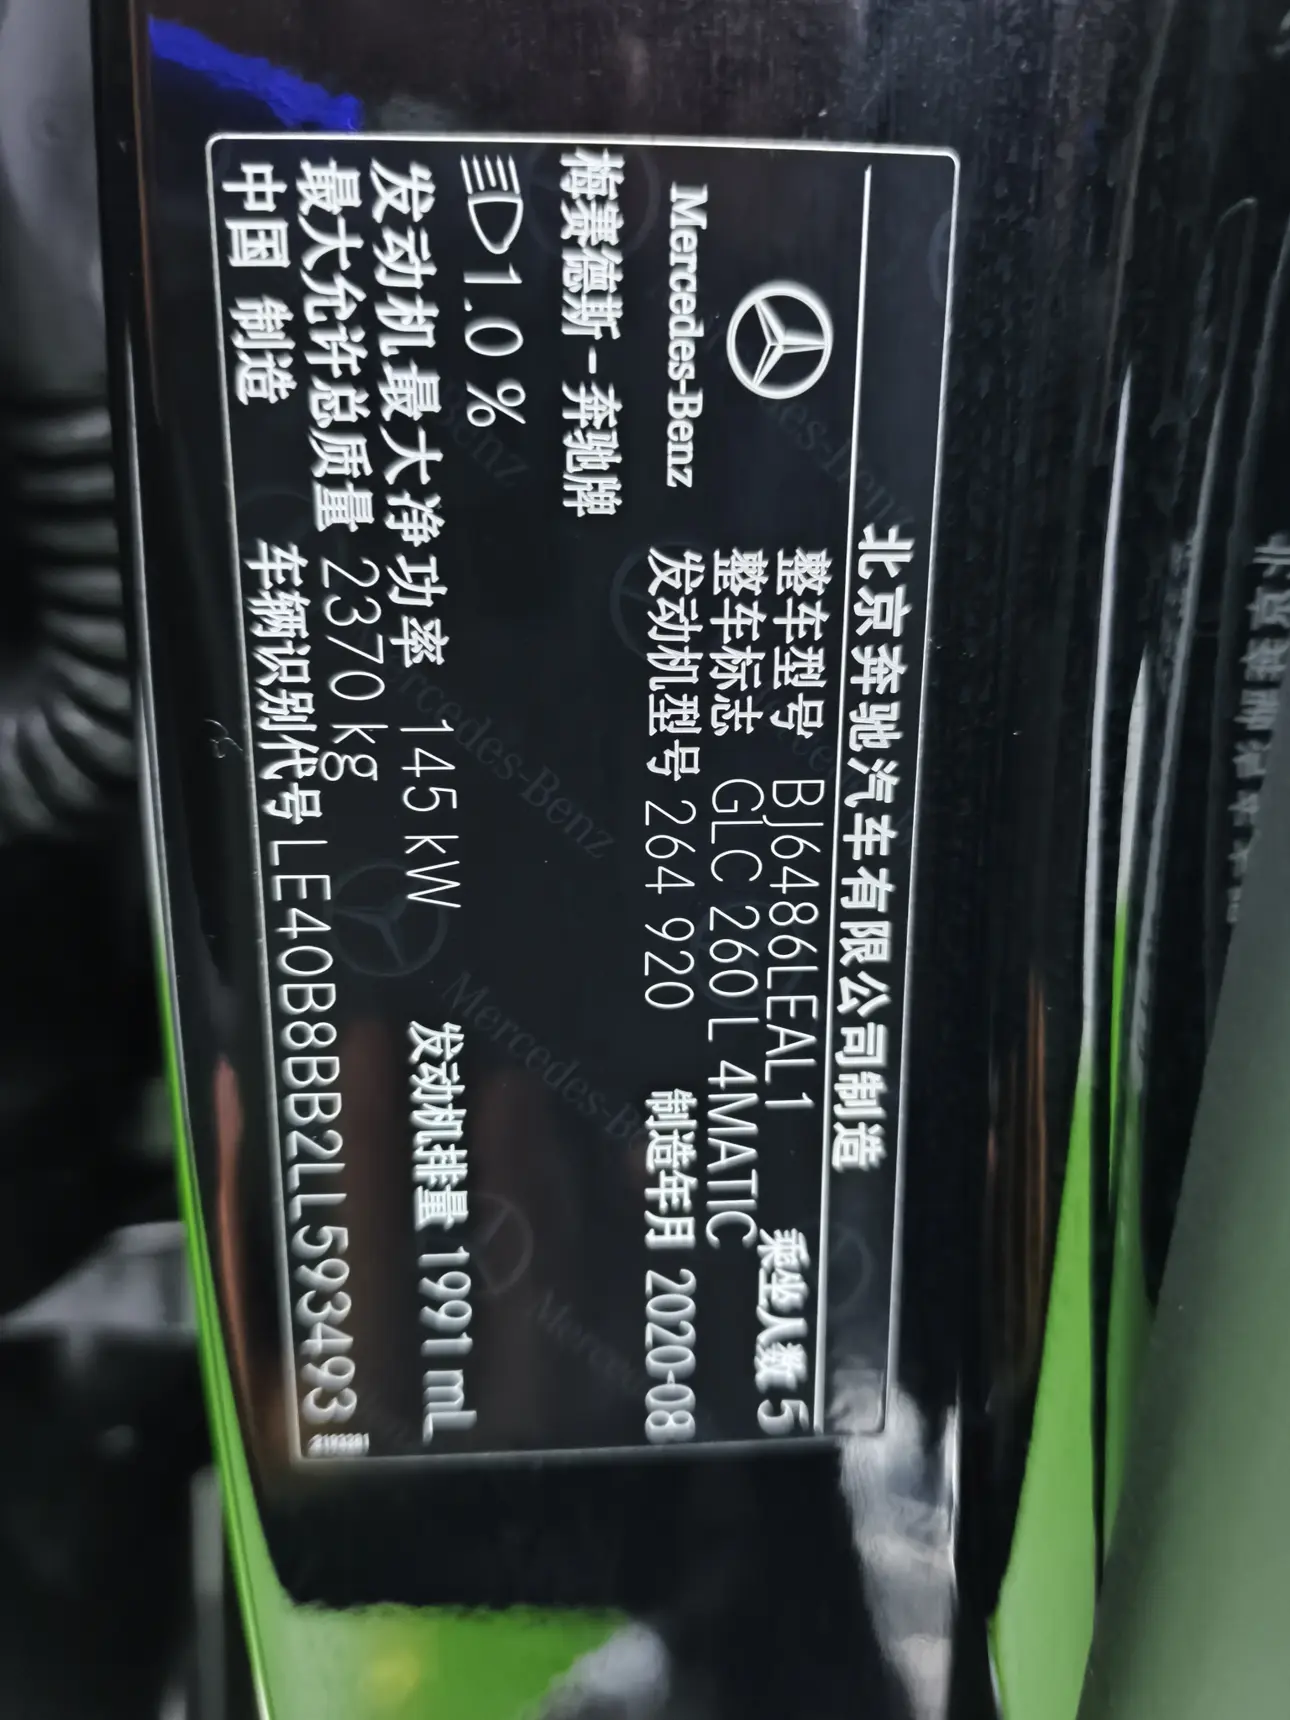 北京奔驰汽车有限公司制造
Mercedes-Benz
整车型号 BJ6486LEAL1 乘坐人数 5
整车标志 GLC 260 L 4MATIC
发动机型号 264 920 制造年月 2020-08
梅赛德斯-奔驰牌
1.0 %
发动机最大净功率 145 kW 发动机排量 1991 mL
最大允许总质量 2370 kg
中国 制造 车辆识别代号 LE40B8BB2LL593493